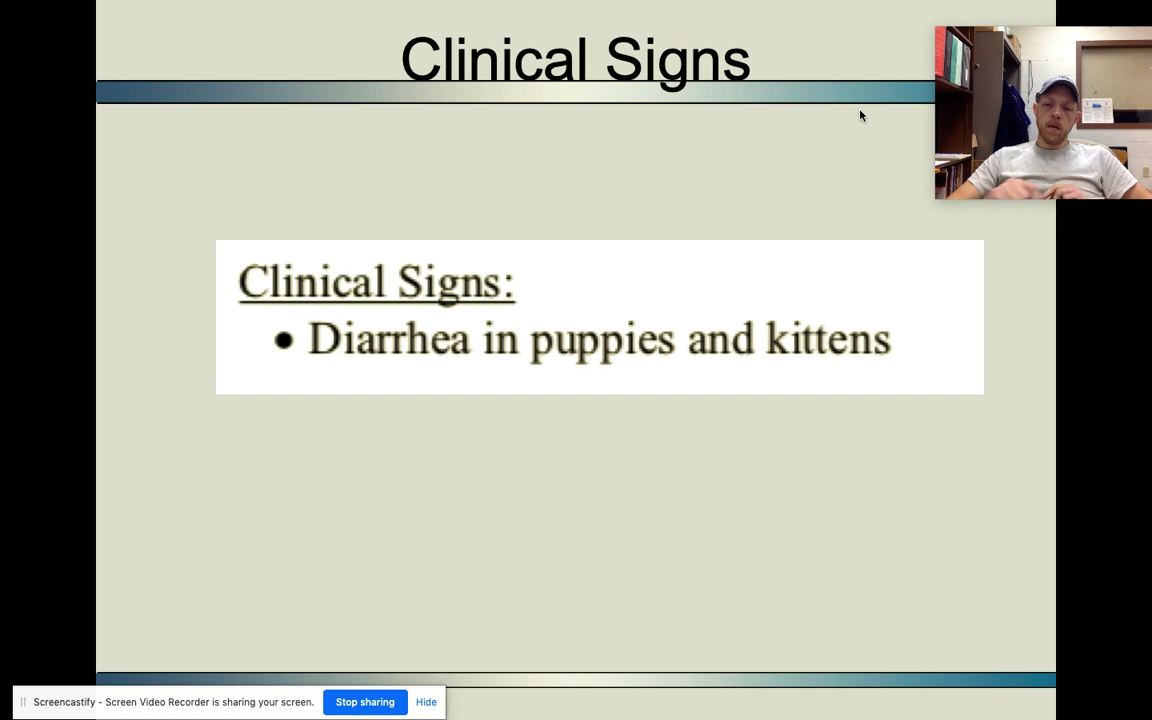 Clinical Signs
Clinical Signs:
• Diarrhea in puppies and kittens
Screencastify - Screen Video Recorder is sharing your screen.
Stop sharing
Hide